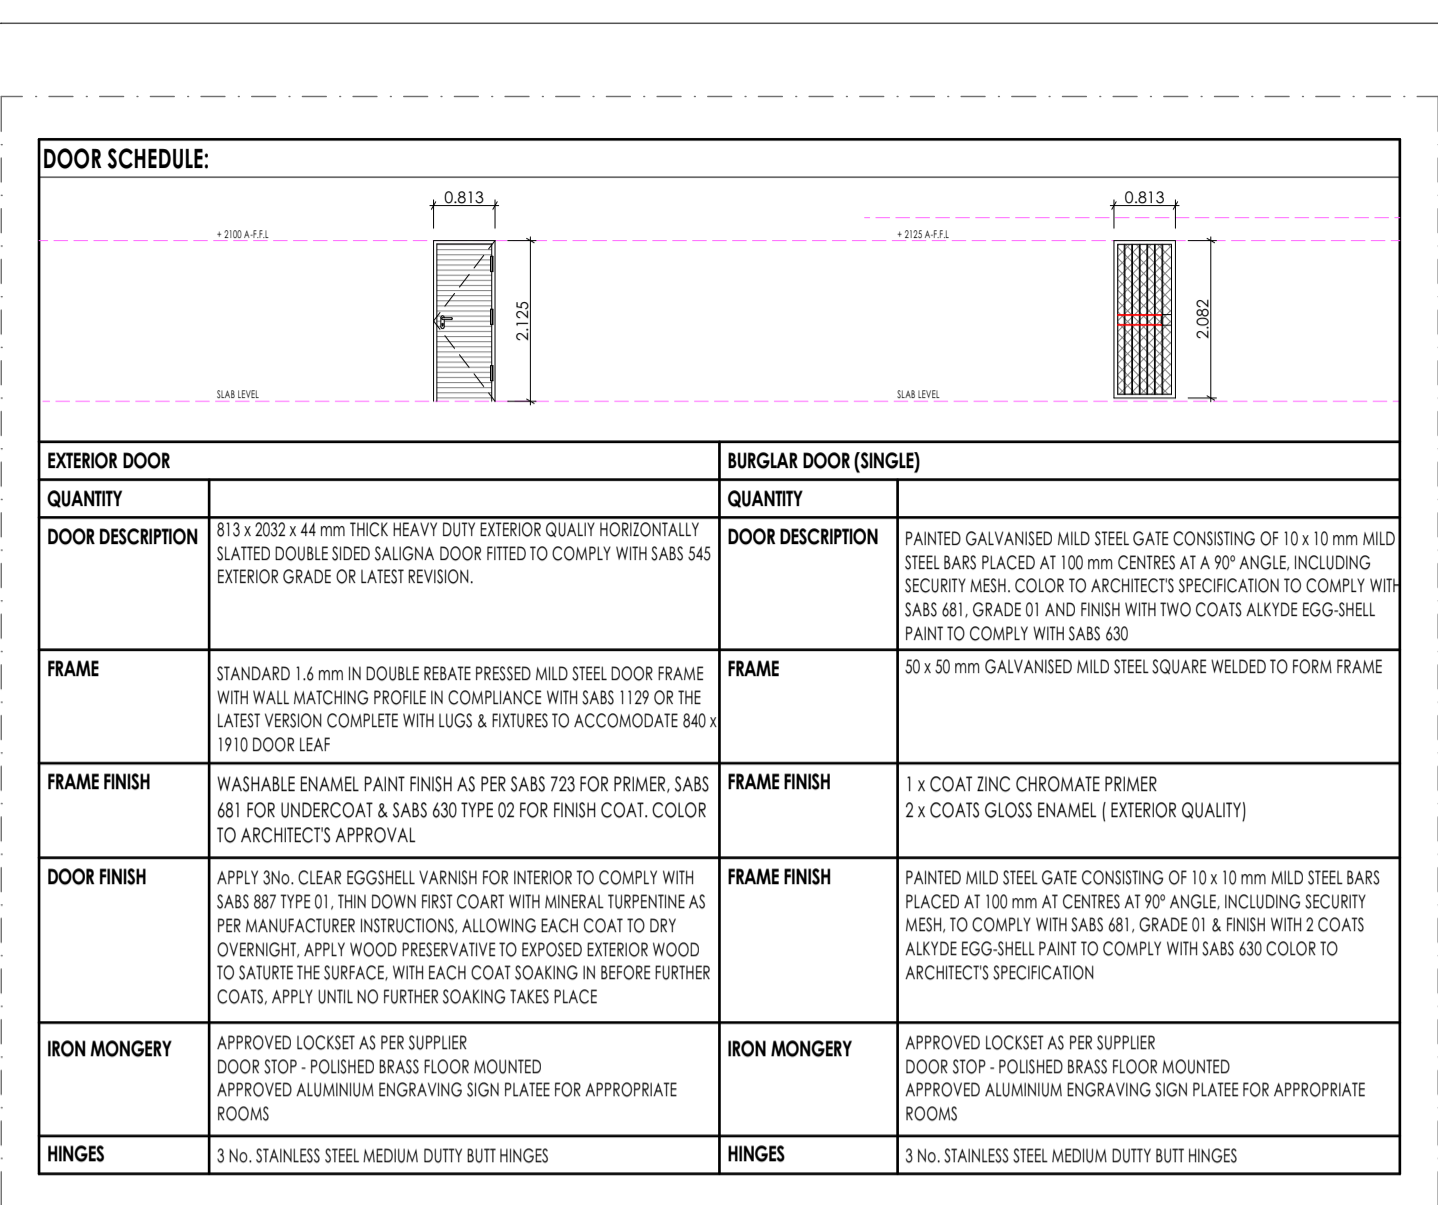 DOOR SCHEDULE:
0.813
0.813
+ 2100 A-F.F.L
+ 2125 A-F.F.L
2.125
2.082
SLAB LEVEL
SLAB LEVEL
EXTERIOR DOOR
BURGLAR DOOR (SINGLE)
QUANTITY
QUANTITY
DOOR DESCRIPTION
813 x 2032 x 44 mm THICK HEAVY DUTY EXTERIOR QUALIY HORIZONTALLY
SLATTED DOUBLE SIDED SALIGNA DOOR FITTED TO COMPLY WITH SABS 545
EXTERIOR GRADE OR LATEST REVISION.
DOOR DESCRIPTION
PAINTED GALVANISED MILD STEEL GATE CONSISTING OF 10 x 10 mm MILD
STEEL BARS PLACED AT 100 mm CENTRES AT A 90° ANGLE, INCLUDING
SECURITY MESH. COLOR TO ARCHITECT'S SPECIFICATION TO COMPLY WITH
SABS 681, GRADE 01 AND FINISH WITH TWO COATS ALKYDE EGG-SHELL
PAINT TO COMPLY WITH SABS 630
FRAME
STANDARD 1.6 mm IN DOUBLE REBATE PRESSED MILD STEEL DOOR FRAME
WITH WALL MATCHING PROFILE IN COMPLIANCE WITH SABS 1129 OR THE
LATEST VERSION COMPLETE WITH LUGS & FIXTURES TO ACCOMODATE 840 x
1910 DOOR LEAF
FRAME
50 x 50 mm GALVANISED MILD STEEL SQUARE WELDED TO FORM FRAME
FRAME FINISH
WASHABLE ENAMEL PAINT FINISH AS PER SABS 723 FOR PRIMER, SABS
681 FOR UNDERCOAT & SABS 630 TYPE 02 FOR FINISH COAT. COLOR
TO ARCHITECT'S APPROVAL
FRAME FINISH
1 x COAT ZINC CHROMATE PRIMER
2 x COATS GLOSS ENAMEL ( EXTERIOR QUALITY)
DOOR FINISH
APPLY 3No. CLEAR EGGSHELL VARNISH FOR INTERIOR TO COMPLY WITH
SABS 887 TYPE 01, THIN DOWN FIRST COART WITH MINERAL TURPENTINE AS
PER MANUFACTURER INSTRUCTIONS, ALLOWING EACH COAT TO DRY
OVERNIGHT, APPLY WOOD PRESERVATIVE TO EXPOSED EXTERIOR WOOD
TO SATURTE THE SURFACE, WITH EACH COAT SOAKING IN BEFORE FURTHER
COATS, APPLY UNTIL NO FURTHER SOAKING TAKES PLACE
FRAME FINISH
PAINTED MILD STEEL GATE CONSISTING OF 10 x 10 mm MILD STEEL BARS
PLACED AT 100 mm AT CENTRES AT 90° ANGLE, INCLUDING SECURITY
MESH, TO COMPLY WITH SABS 681, GRADE 01 & FINISH WITH 2 COATS
ALKYDE EGG-SHELL PAINT TO COMPLY WITH SABS 630 COLOR TO
ARCHITECT'S SPECIFICATION
IRON MONGERY
APPROVED LOCKSET AS PER SUPPLIER
DOOR STOP - POLISHED BRASS FLOOR MOUNTED
APPROVED ALUMINIUM ENGRAVING SIGN PLATEE FOR APPROPRIATE
ROOMS
IRON MONGERY
APPROVED LOCKSET AS PER SUPPLIER
DOOR STOP - POLISHED BRASS FLOOR MOUNTED
APPROVED ALUMINIUM ENGRAVING SIGN PLATEE FOR APPROPRIATE
ROOMS
HINGES
3 No. STAINLESS STEEL MEDIUM DUTTY BUTT HINGES
HINGES
3 No. STAINLESS STEEL MEDIUM DUTTY BUTT HINGES